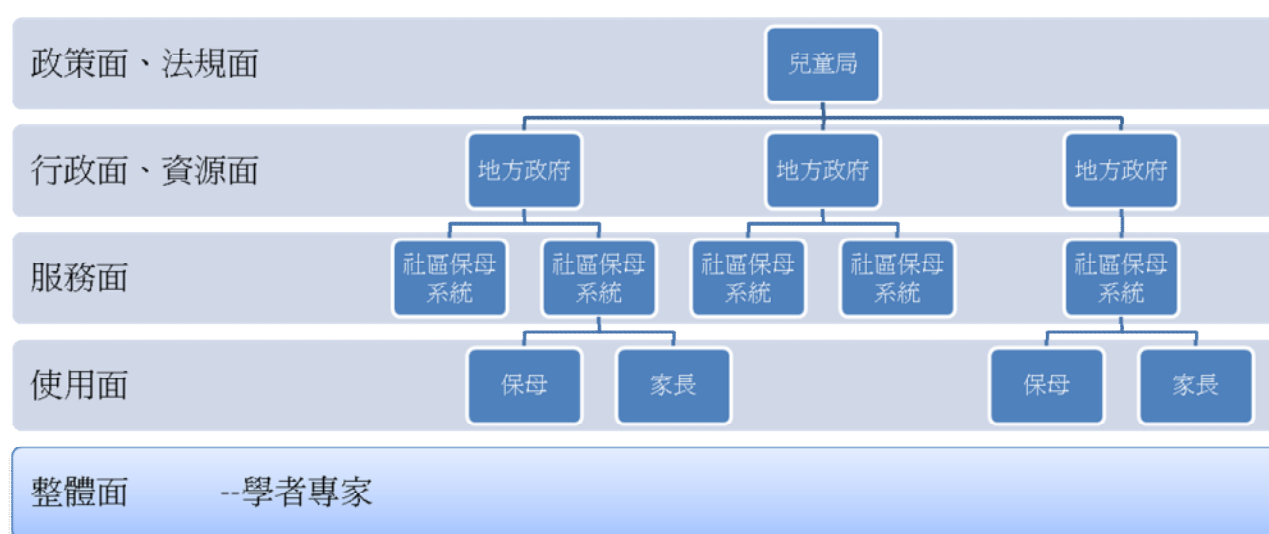 政策面、法規面
兒童局
行政面、資源面
地方政府
地方政府
地方政府
服務面
社區保母
系統
社區保母
系統
社區保母
系統
社區保母
系統
社區保母
系統
使用面
保母
家長
保母
家長
整體面 --學者專家